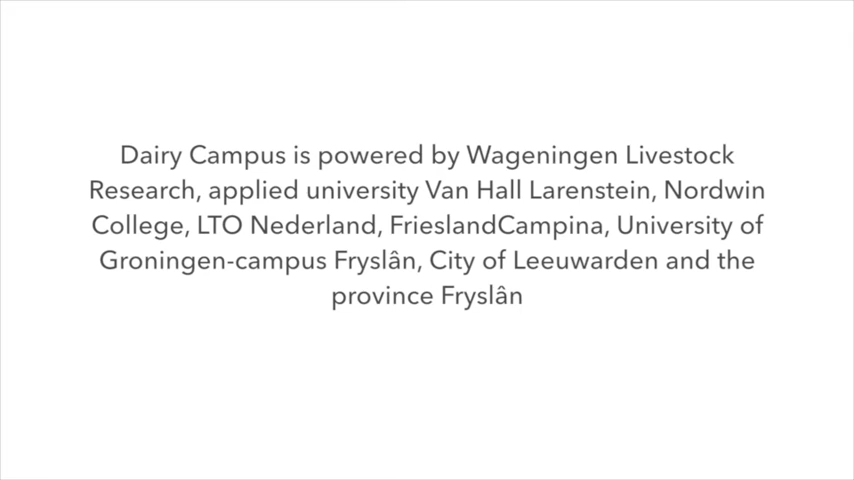 Dairy Campus is powered by Wageningen Livestock
Research, applied university Van Hall Larenstein, Nordwin
College, LTO Nederland, FrieslandCampina, University of
Groningen-campus Fryslân, City of Leeuwarden and the
province Fryslân